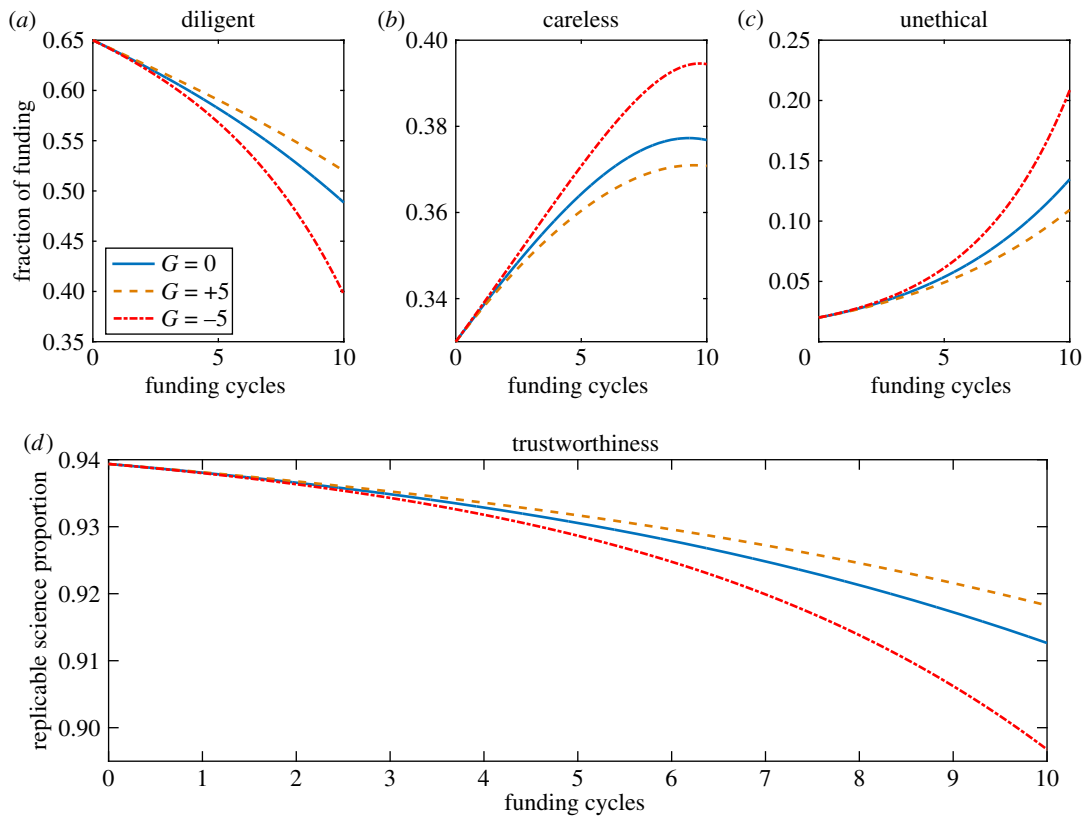 (a) diligent
0.65
0.60
0.55
0.50
0.45
0.40
0.35
fraction of funding
G = 0
G = +5
G = –5
0 5 10
funding cycles
(b) careless
0.40
0.38
0.36
0.34
0 5 10
funding cycles
(c) unethical
0.25
0.20
0.15
0.10
0.05
0 5 10
funding cycles
(d) trustworthiness
0.94
0.93
0.92
0.91
0.90
replicable science proportion
0 1 2 3 4 5 6 7 8 9 10
funding cycles